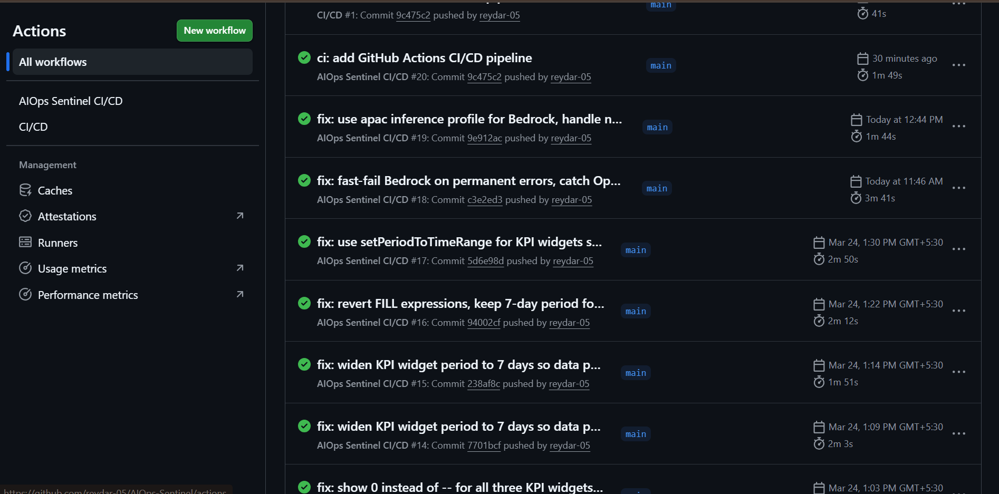 Actions
New workflow
All workflows
AIOps Sentinel CI/CD
CI/CD
Management
Caches
Attestations
Runners
Usage metrics
Performance metrics
https://github.com/reydar-05/AIOps-Sentinel/actions
main
CI/CD #1: Commit 9c475c2 pushed by reydar-05
41s
ci: add GitHub Actions CI/CD pipeline
AIOps Sentinel CI/CD #20: Commit 9c475c2 pushed by reydar-05
main
30 minutes ago
1m 49s
fix: use apac inference profile for Bedrock, handle n...
AIOps Sentinel CI/CD #19: Commit 9e912ac pushed by reydar-05
main
Today at 12:44 PM
1m 44s
fix: fast-fail Bedrock on permanent errors, catch Op...
AIOps Sentinel CI/CD #18: Commit c3e2ed3 pushed by reydar-05
main
Today at 11:46 AM
3m 41s
fix: use setPeriodToTimeRange for KPI widgets s...
AIOps Sentinel CI/CD #17: Commit 5d6e98d pushed by reydar-05
main
Mar 24, 1:30 PM GMT+5:30
2m 50s
fix: revert FILL expressions, keep 7-day period fo...
AIOps Sentinel CI/CD #16: Commit 94002cf pushed by reydar-05
main
Mar 24, 1:22 PM GMT+5:30
2m 12s
fix: widen KPI widget period to 7 days so data p...
AIOps Sentinel CI/CD #15: Commit 238af8c pushed by reydar-05
main
Mar 24, 1:14 PM GMT+5:30
1m 51s
fix: widen KPI widget period to 7 days so data p...
AIOps Sentinel CI/CD #14: Commit 7701bcf pushed by reydar-05
main
Mar 24, 1:09 PM GMT+5:30
2m 3s
fix: show 0 instead of -- for all three KPI widgets...
Mar 24, 1:03 PM GMT+5:30